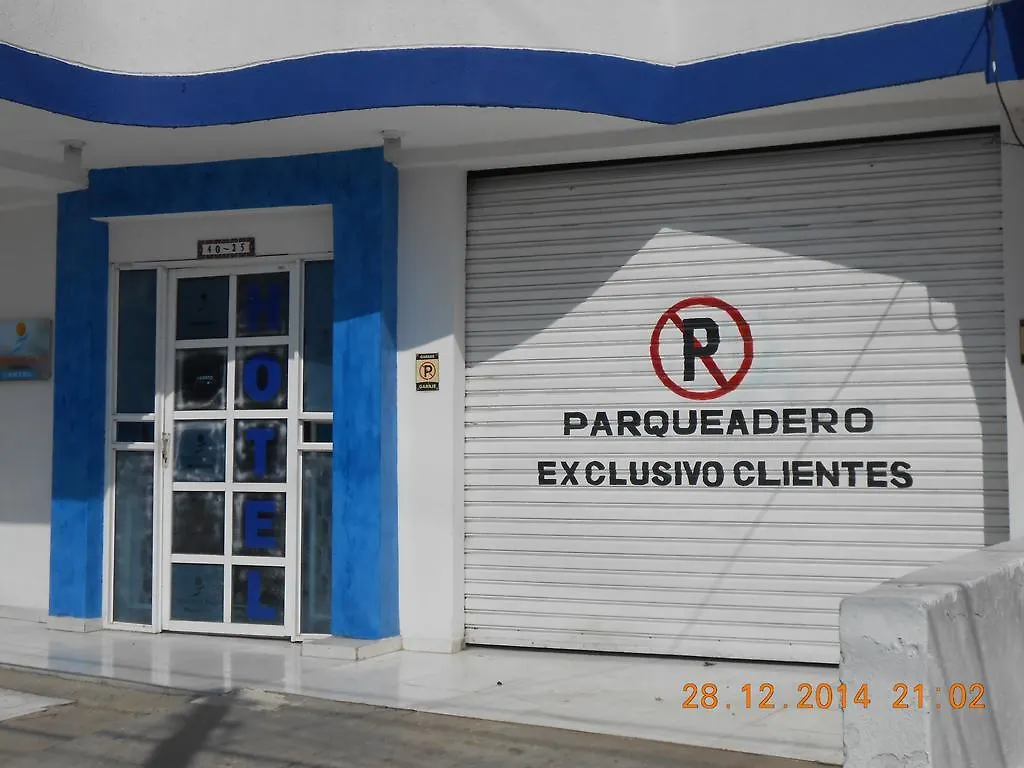 40-25
HOTEL
P
P
PARQUEADERO
EXCLUSIVO CLIENTES
28.12.2014 21:02